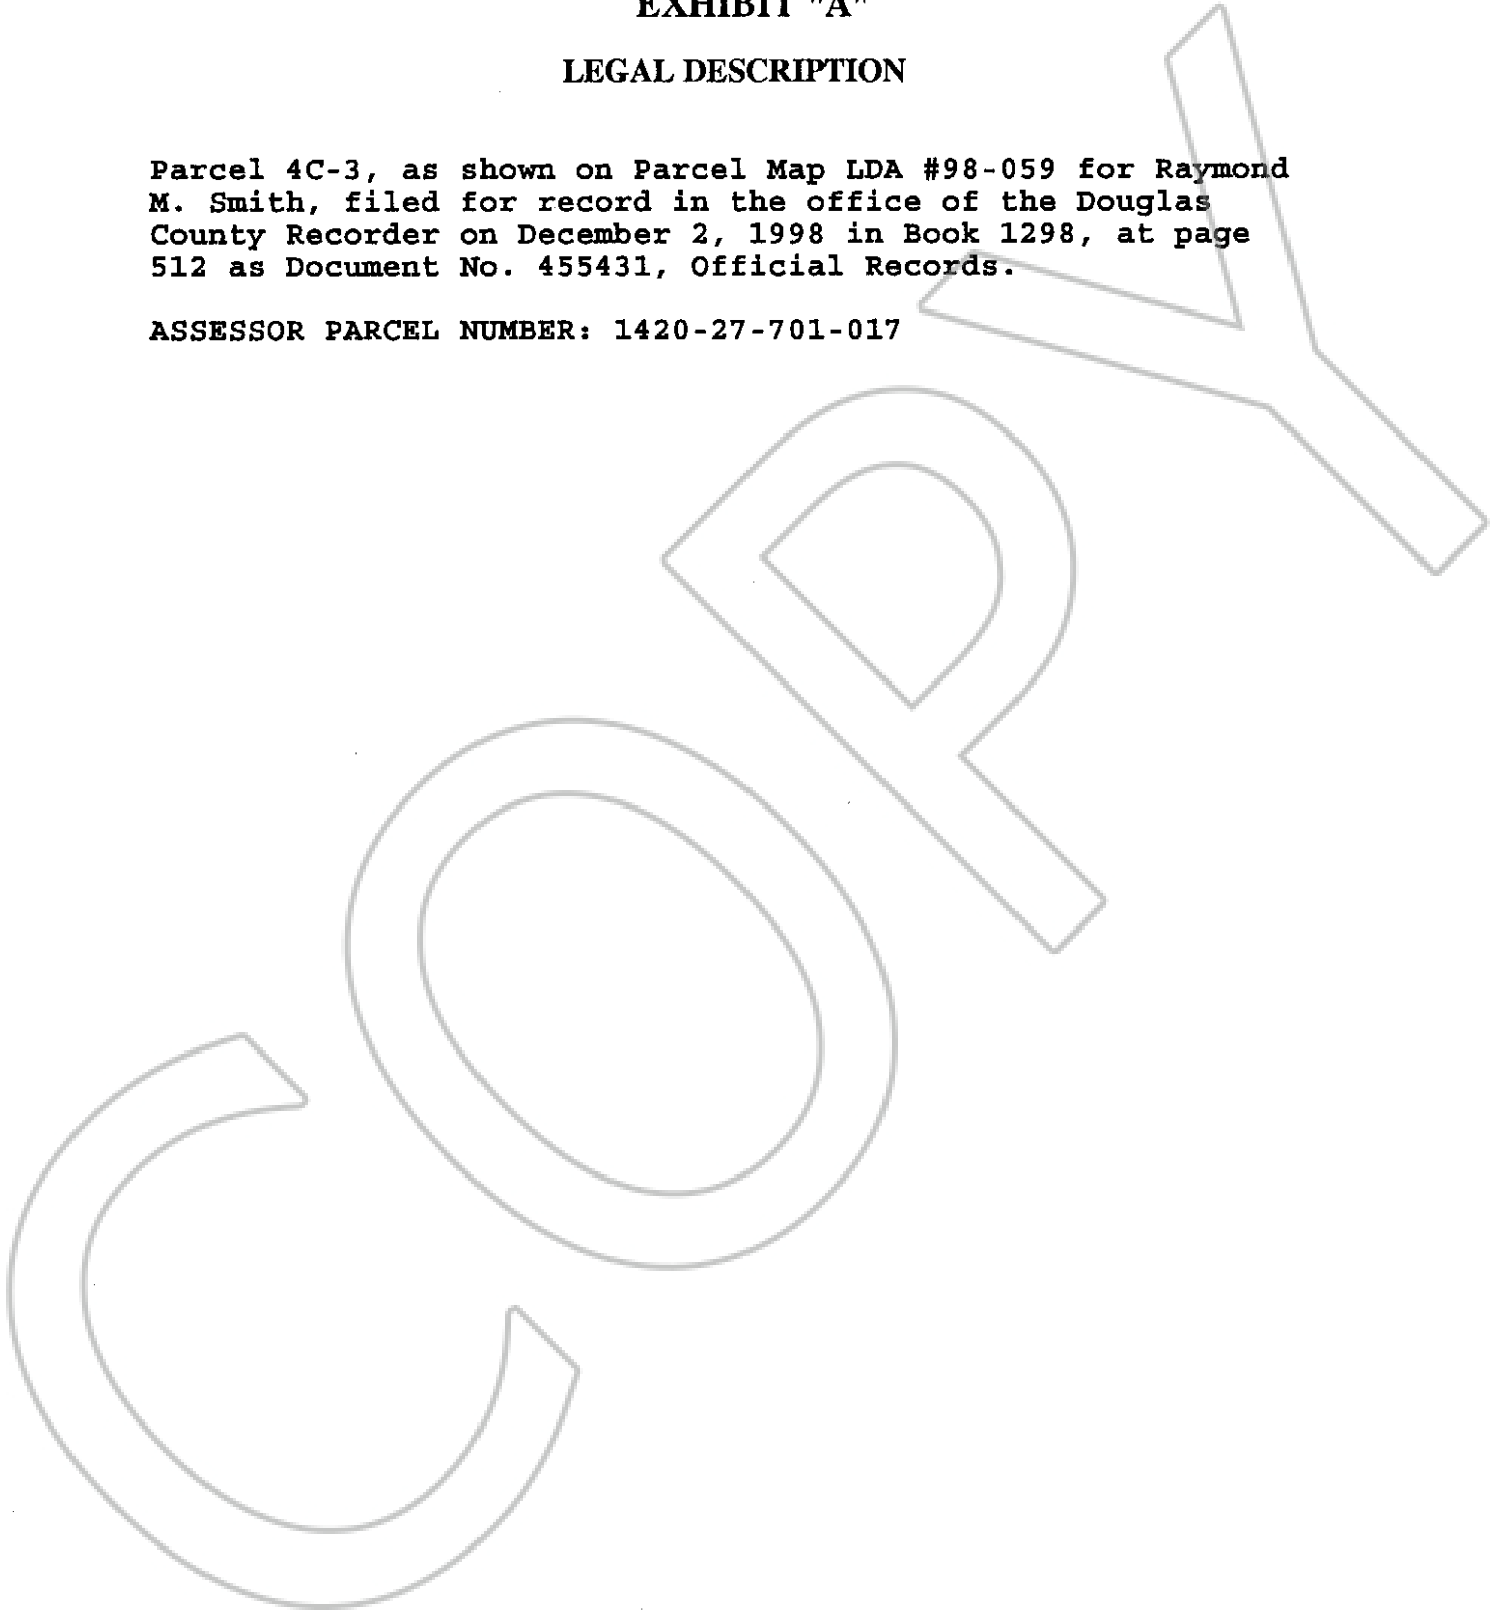 EXHIBIT "A"
LEGAL DESCRIPTION
Parcel 4C-3, as shown on Parcel Map LDA #98-059 for Raymond
M. Smith, filed for record in the office of the Douglas
County Recorder on December 2, 1998 in Book 1298, at page
512 as Document No. 455431, Official Records.
ASSESSOR PARCEL NUMBER: 1420-27-701-017
COPY